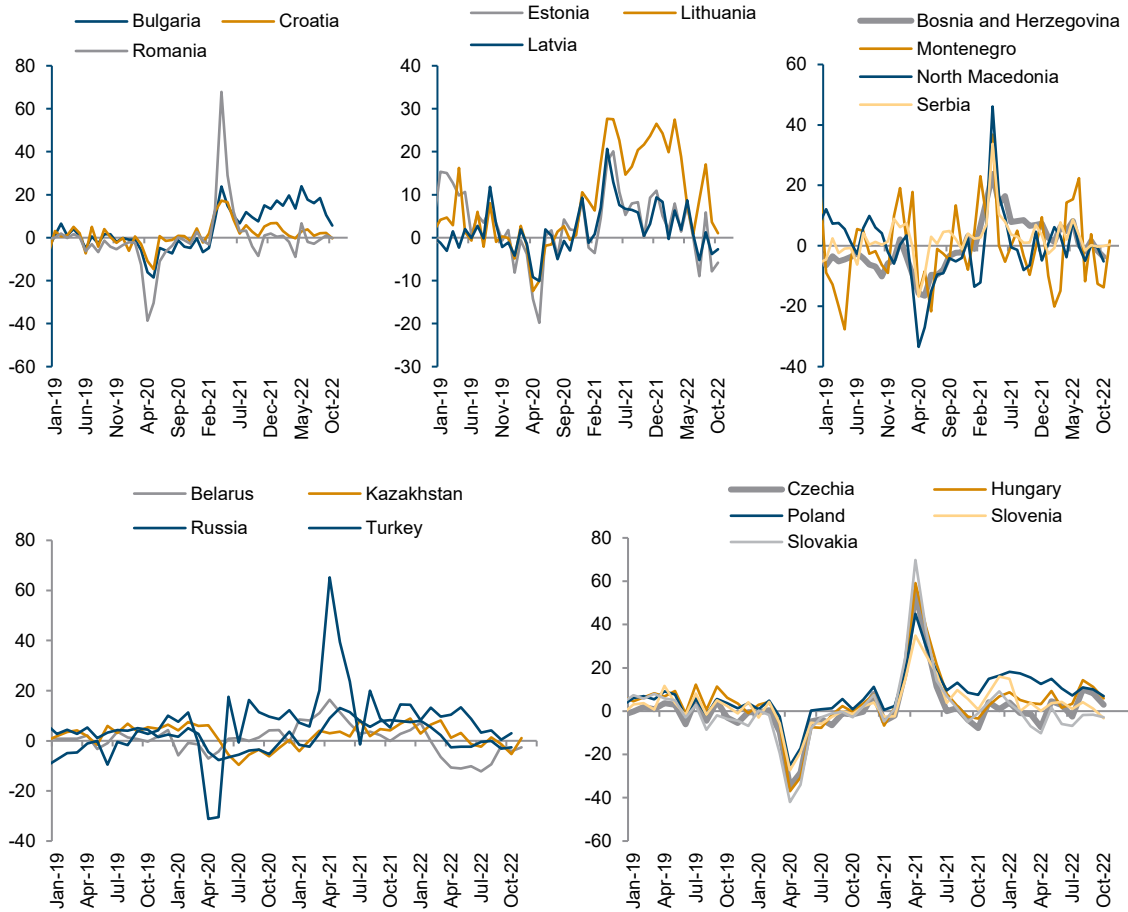 Bulgaria Croatia
Romania
80
60
40
20
0
-20
-40
-60
Jan-19
Jun-19
Nov-19
Apr-20
Sep-20
Feb-21
Jul-21
Dec-21
May-22
Oct-22
Estonia Lithuania
Latvia
40
30
20
10
0
-10
-20
-30
Jan-19
Jun-19
Nov-19
Apr-20
Sep-20
Feb-21
Jul-21
Dec-21
May-22
Oct-22
Bosnia and Herzegovina
Montenegro
North Macedonia
Serbia
60
40
20
0
-20
-40
Jan-19
Jun-19
Nov-19
Apr-20
Sep-20
Feb-21
Jul-21
Dec-21
May-22
Oct-22
Belarus Kazakhstan
Russia Turkey
80
60
40
20
0
-20
-40
Jan-19
Apr-19
Jul-19
Oct-19
Jan-20
Apr-20
Jul-20
Oct-20
Jan-21
Apr-21
Jul-21
Oct-21
Jan-22
Apr-22
Jul-22
Oct-22
Czechia Hungary
Poland Slovenia
Slovakia
80
60
40
20
0
-20
-40
-60
Jan-19
Apr-19
Jul-19
Oct-19
Jan-20
Apr-20
Jul-20
Oct-20
Jan-21
Apr-21
Jul-21
Oct-21
Jan-22
Apr-22
Jul-22
Oct-22